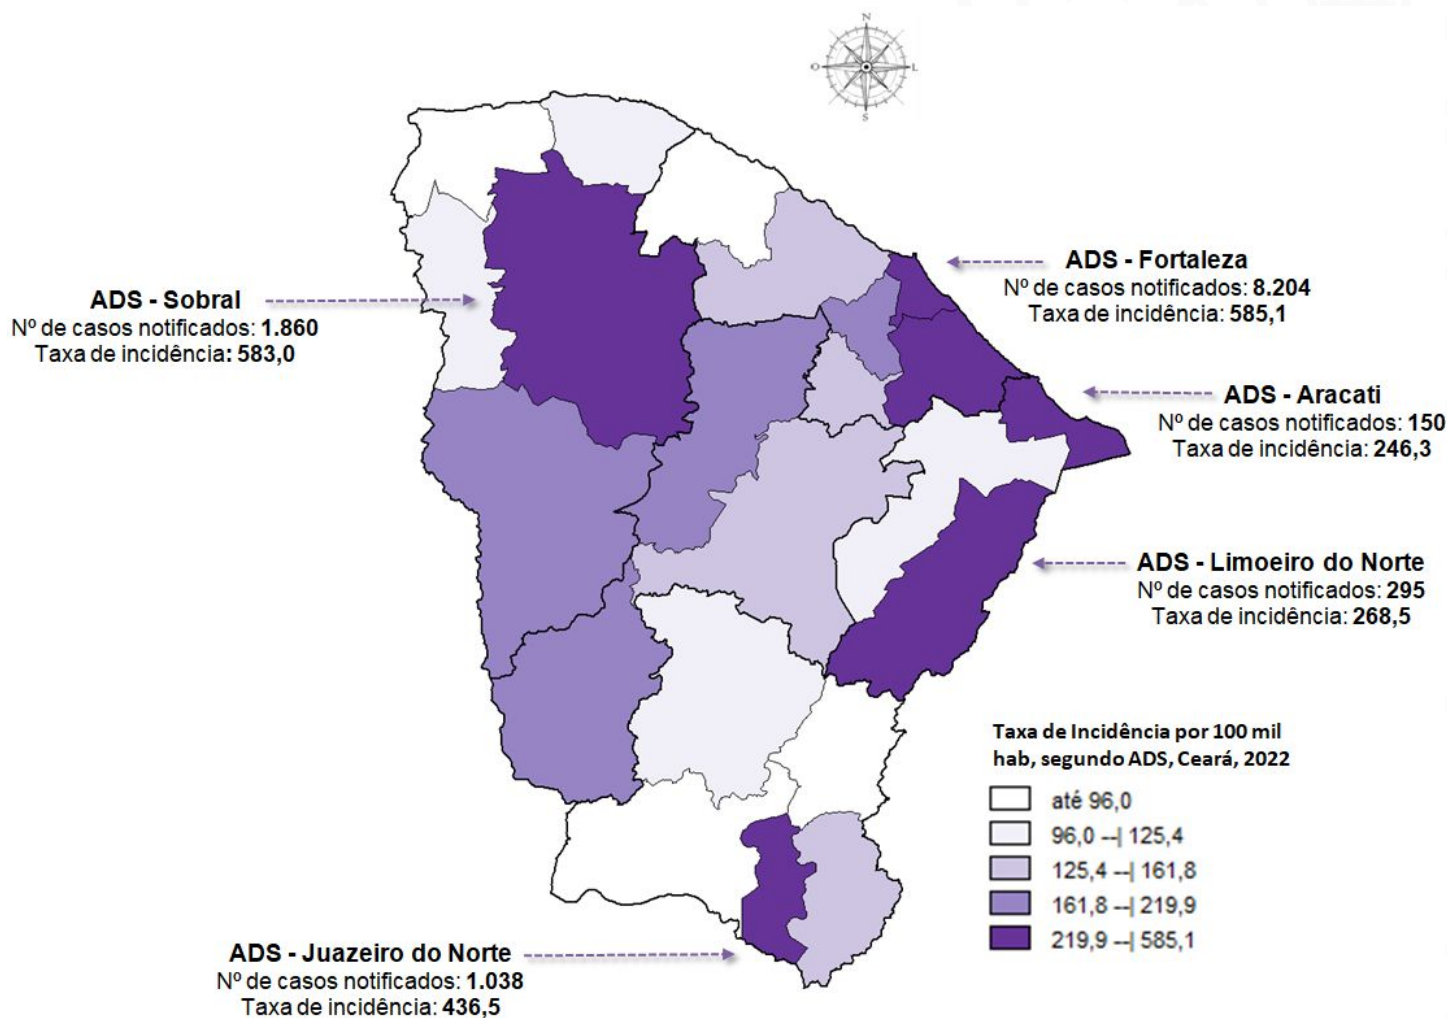 N
O
L
S
ADS - Fortaleza
Nº de casos notificados: 8.204
Taxa de incidência: 585,1
ADS - Sobral
Nº de casos notificados: 1.860
Taxa de incidência: 583,0
ADS - Aracati
Nº de casos notificados: 150
Taxa de incidência: 246,3
ADS - Limoeiro do Norte
Nº de casos notificados: 295
Taxa de incidência: 268,5
Taxa de Incidência por 100 mil
hab, segundo ADS, Ceará, 2022
até 96,0
96,0 --| 125,4
125,4 --| 161,8
161,8 --| 219,9
219,9 --| 585,1
ADS - Juazeiro do Norte
Nº de casos notificados: 1.038
Taxa de incidência: 436,5